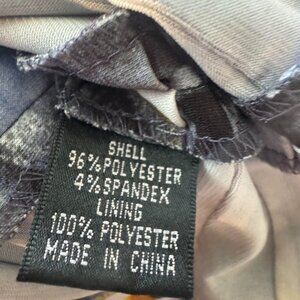 SHELL
96% POLYESTER
4% SPANDEX
LINING
100% POLYESTER
MADE IN CHINA